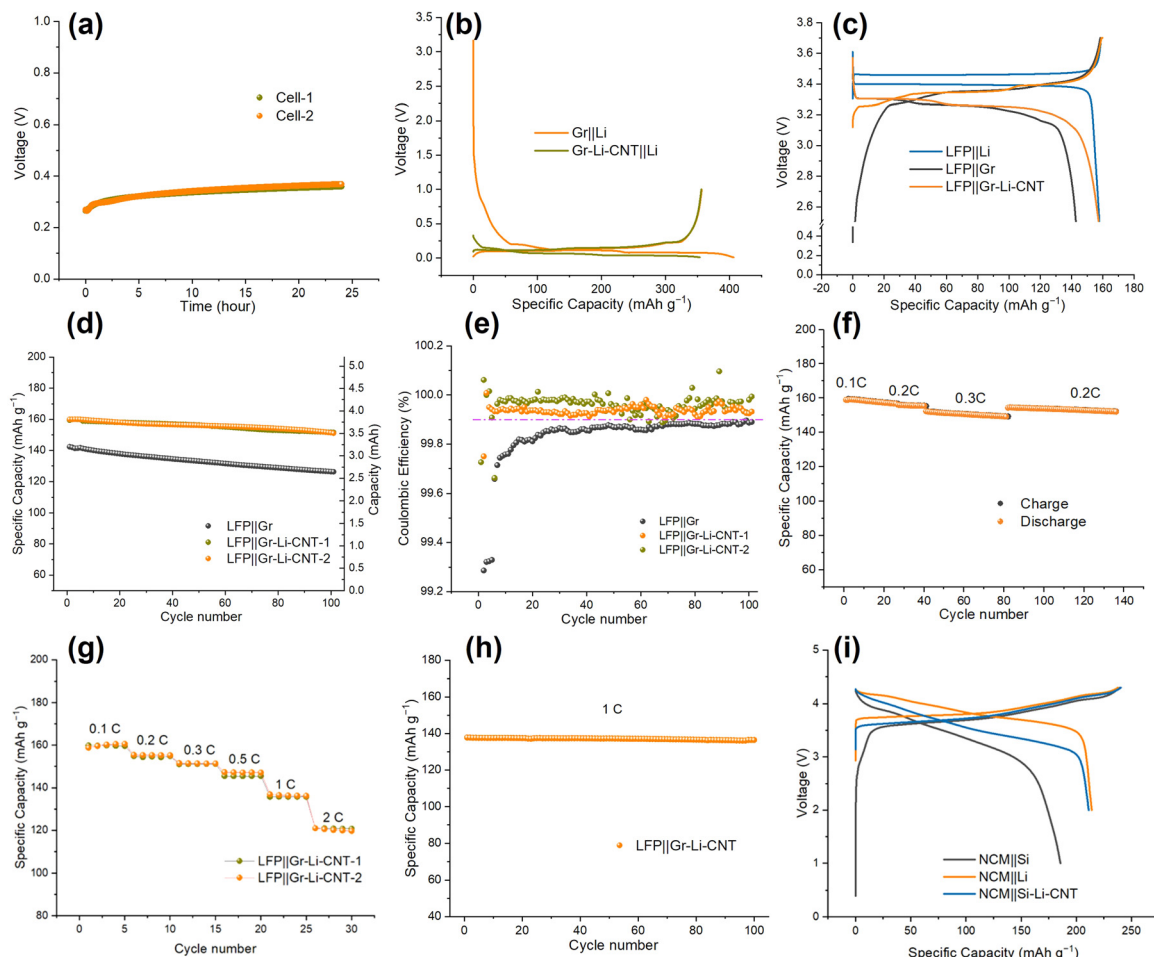 (a)
1.0
0.8
0.6
0.4
0.2
0.0
Voltage (V)
Cell-1
Cell-2
0 5 10 15 20 25 30
Time (hour)
(b)
3.5
3.0
2.5
2.0
1.5
1.0
0.5
0.0
Voltage (V)
Gr||Li
Gr-Li-CNT||Li
0 100 200 300 400
Specific Capacity (mAh g⁻¹)
(c)
3.8
3.6
3.4
3.2
3.0
2.8
2.6
0.4
0.2
0.0
Voltage (V)
LFP||Li
LFP||Gr
LFP||Gr-Li-CNT
-20 0 20 40 60 80 100 120 140 160 180
Specific Capacity (mAh g⁻¹)
(d)
200
180
160
140
120
100
80
60
Specific Capacity (mAh g⁻¹)
5.0
4.5
4.0
3.5
3.0
2.5
2.0
1.5
1.0
0.5
0.0
Capacity (mAh)
LFP||Gr
LFP||Gr-Li-CNT-1
LFP||Gr-Li-CNT-2
0 20 40 60 80 100
Cycle number
(e)
100.2
100.0
99.8
99.6
99.4
99.2
Coulombic Efficiency (%)
LFP||Gr
LFP||Gr-Li-CNT-1
LFP||Gr-Li-CNT-2
0 20 40 60 80 100
Cycle number
(f)
200
180
160
140
120
100
80
60
Specific Capacity (mAh g⁻¹)
0.1C
0.2C
0.3C
0.2C
Charge
Discharge
0 20 40 60 80 100 120 140
Cycle number
(g)
200
180
160
140
120
100
80
Specific Capacity (mAh g⁻¹)
0.1 C
0.2 C
0.3 C
0.5 C
1 C
2 C
LFP||Gr-Li-CNT-1
LFP||Gr-Li-CNT-2
0 5 10 15 20 25 30
Cycle number
(h)
180
160
140
120
100
80
60
40
Specific Capacity (mAh g⁻¹)
1 C
LFP||Gr-Li-CNT
0 20 40 60 80 100
Cycle number
(i)
5
4
3
2
1
0
Voltage (V)
NCM||Si
NCM||Li
NCM||Si-Li-CNT
0 50 100 150 200 250
Specific Capacity (mAh g⁻¹)